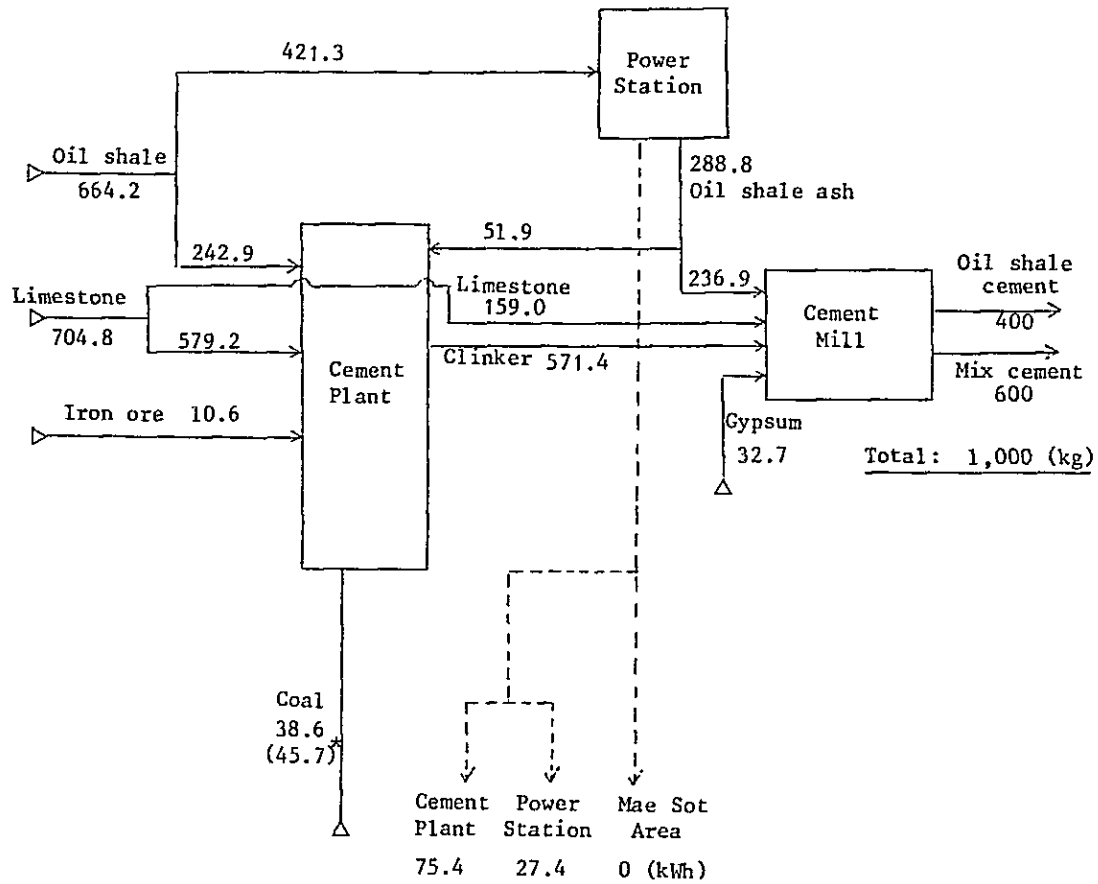 421.3
Power
Station
Oil shale
664.2
288.8
Oil shale ash
242.9
51.9
236.9
Oil shale
cement
400
Limestone
704.8
Limestone
159.0
579.2
Cement
Mill
Clinker 571.4
Mix cement
600
Cement
Plant
Iron ore 10.6
Gypsum
32.7
Total: 1,000 (kg)
Coal
38.6
(45.7)*
Cement
Plant
75.4
Power
Station
27.4
Mae Sot
Area
0 (kWh)